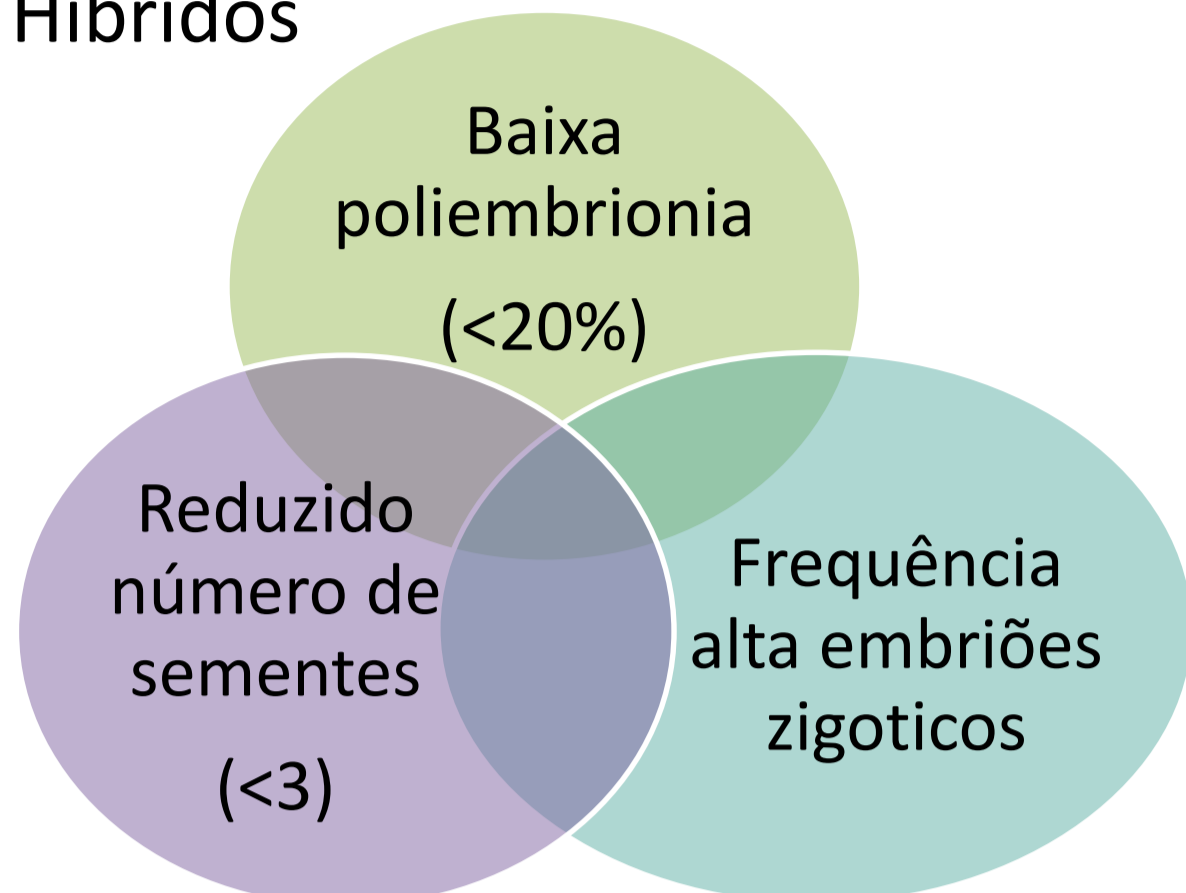 Híbridos
Baixa
poliembrionia
(<20%)
Reduzido
número de
sementes
(<3)
Frequência
alta embriões
zigoticos